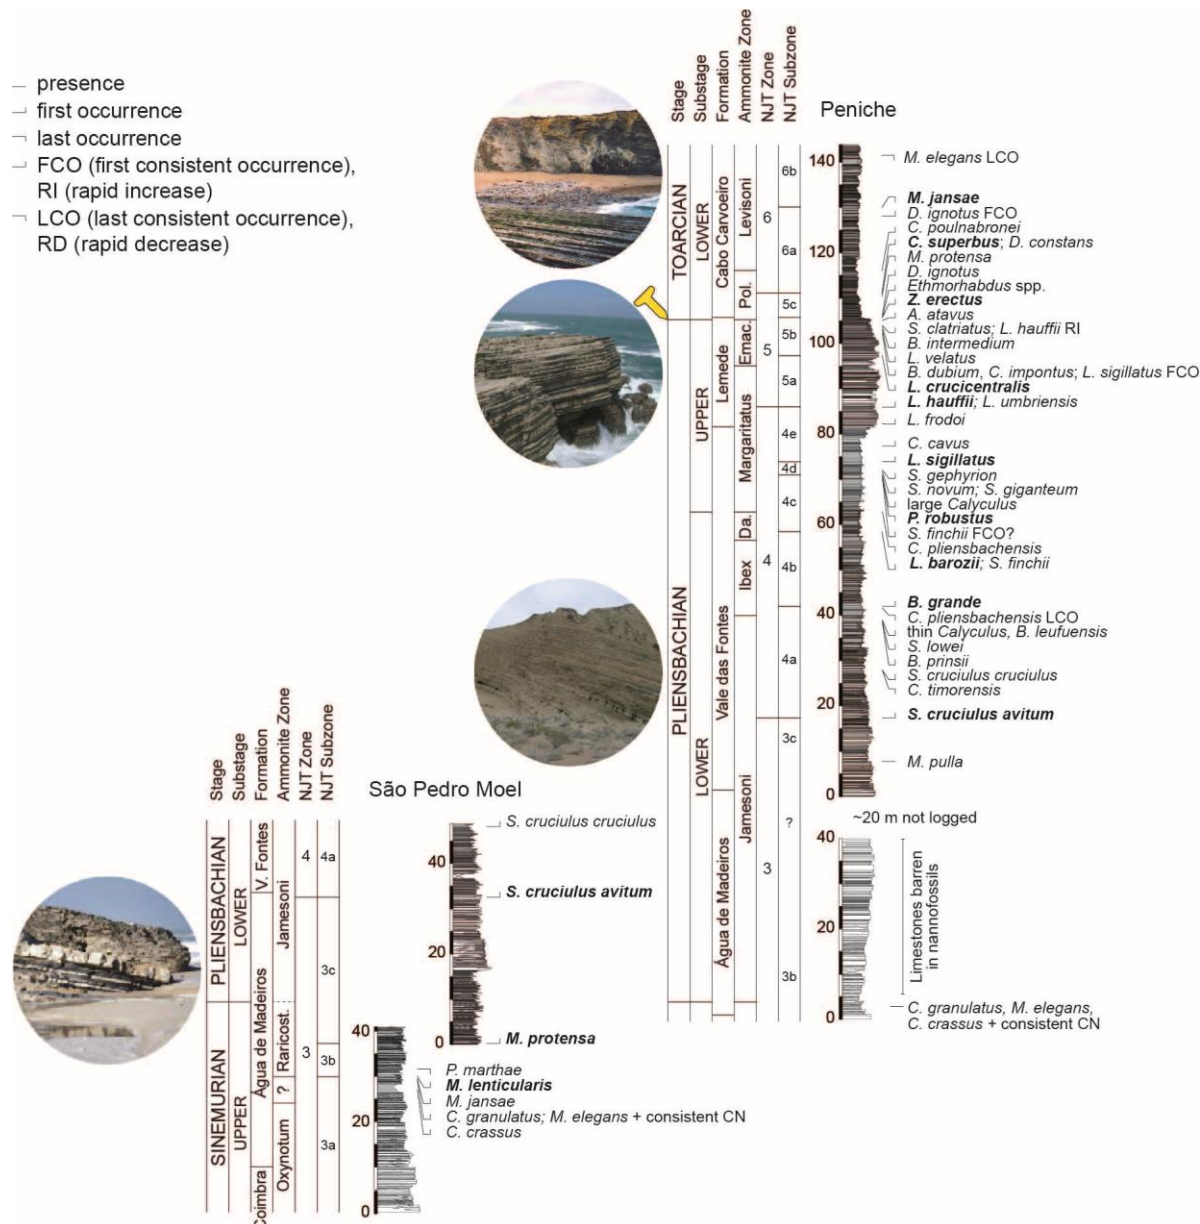 presence
first occurrence
last occurrence
FCO (first consistent occurrence),
RI (rapid increase)
LCO (last consistent occurrence),
RD (rapid decrease)
Stage
Substage
Formation
Ammonite Zone
NJT Zone
NJT Subzone
Peniche
TOARCIAN
LOWER
Cabo Carvoeiro
Levisoni
Pol.
6
6b
6a
5c
PLIENSBACHIAN
UPPER
LOWER
Lemede
Vale das Fontes
Água de Madeiros
Emac.
Margaritatus
Da.
Ibex
Jamesoni
5
4
3
5b
5a
4e
4d
4c
4b
4a
3c
?
3b
140
120
100
80
60
40
20
0
M. elegans LCO
M. jansae
D. ignotus FCO
C. poulnabronei
C. superbus; D. constans
M. protensa
D. ignotus
Ethmorhabdus spp.
Z. erectus
A. atavus
S. clatriatus; L. hauffii RI
B. intermedium
L. velatus
B. dubium, C. impontus; L. sigillatus FCO
L. crucicentralis
L. hauffii; L. umbriensis
L. frodoi
C. cavus
L. sigillatus
S. gephyrion
S. novum; S. giganteum
large Calyculus
P. robustus
S. finchii FCO?
C. pliensbachensis
L. barozii; S. finchii
B. grande
C. pliensbachensis LCO
thin Calyculus, B. leufuensis
S. lowei
B. prinsii
S. cruciulus cruciulus
C. timorensis
S. cruciulus avitum
M. pulla
~20 m not logged
40
20
0
Limestones barren
in nannofossils
C. granulatus, M. elegans,
C. crassus + consistent CN
Stage
Substage
Formation
Ammonite Zone
NJT Zone
NJT Subzone
São Pedro Moel
PLIENSBACHIAN
SINEMURIAN
LOWER
UPPER
V. Fontes
Água de Madeiros
Coimbra
Jamesoni
Raricost.
?
Oxynotum
4
3
4a
3c
3b
3a
40
20
0
S. cruciulus cruciulus
S. cruciulus avitum
M. protensa
40
20
0
P. marthae
M. lenticularis
M. jansae
C. granulatus; M. elegans + consistent CN
C. crassus